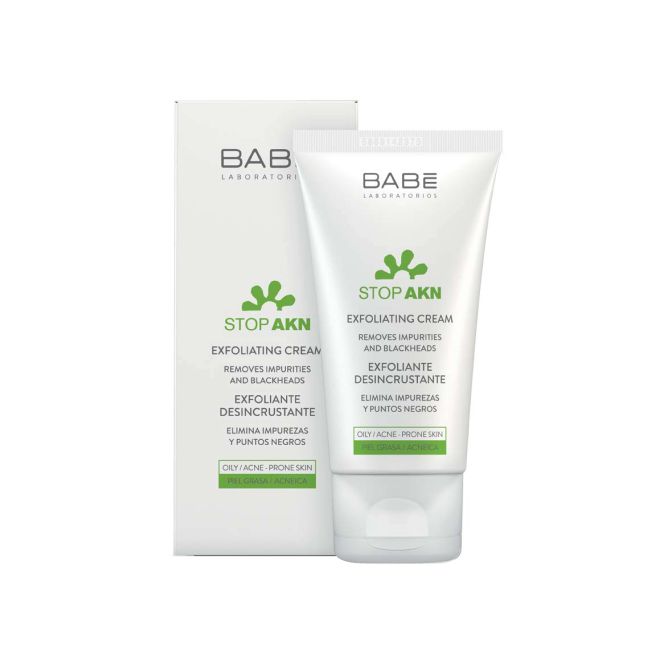 BABĒ
LABORATORIOS
STOP AKN
EXFOLIATING CREAM
REMOVES IMPURITIES
AND BLACKHEADS
EXFOLIANTE
DESINCRUSTANTE
ELIMINA IMPUREZAS
Y PUNTOS NEGROS
OILY / ACNE - PRONE SKIN
PIEL GRASA / ACNEICA
BABĒ
LABORATORIOS
STOP AKN
EXFOLIATING CREAM
REMOVES IMPURITIES
AND BLACKHEADS
EXFOLIANTE
DESINCRUSTANTE
ELIMINA IMPUREZAS
Y PUNTOS NEGROS
OILY / ACNE - PRONE SKIN
PIEL GRASA / ACNEICA